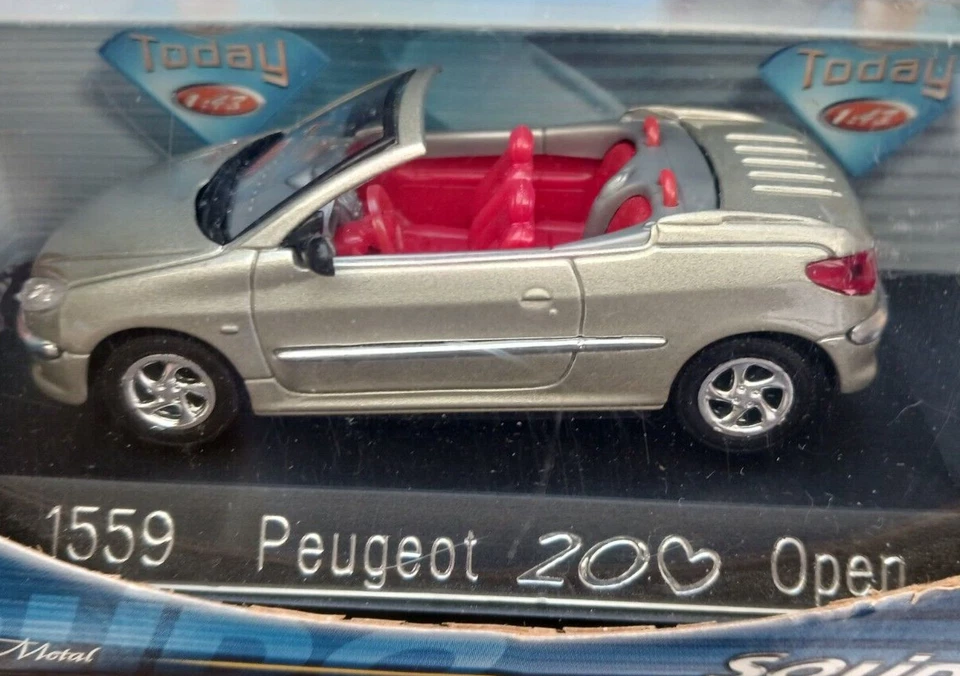 Today
1:43
Today
1:43
1559 Peugeot 20♡ Open
Metal